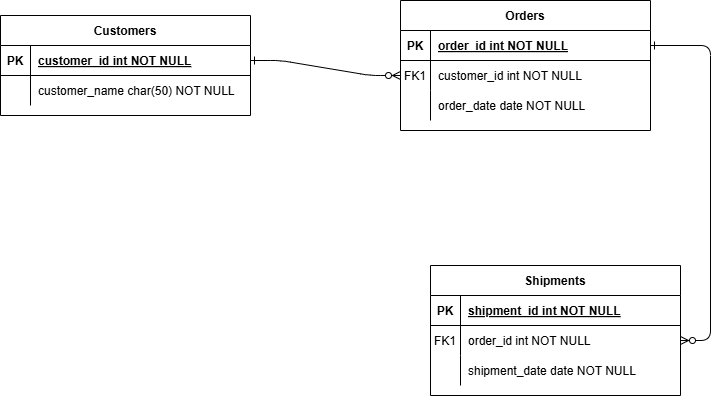 Customers
PK customer_id int NOT NULL
customer_name char(50) NOT NULL
Orders
PK order_id int NOT NULL
FK1 customer_id int NOT NULL
order_date date NOT NULL
Shipments
PK shipment_id int NOT NULL
FK1 order_id int NOT NULL
shipment_date date NOT NULL